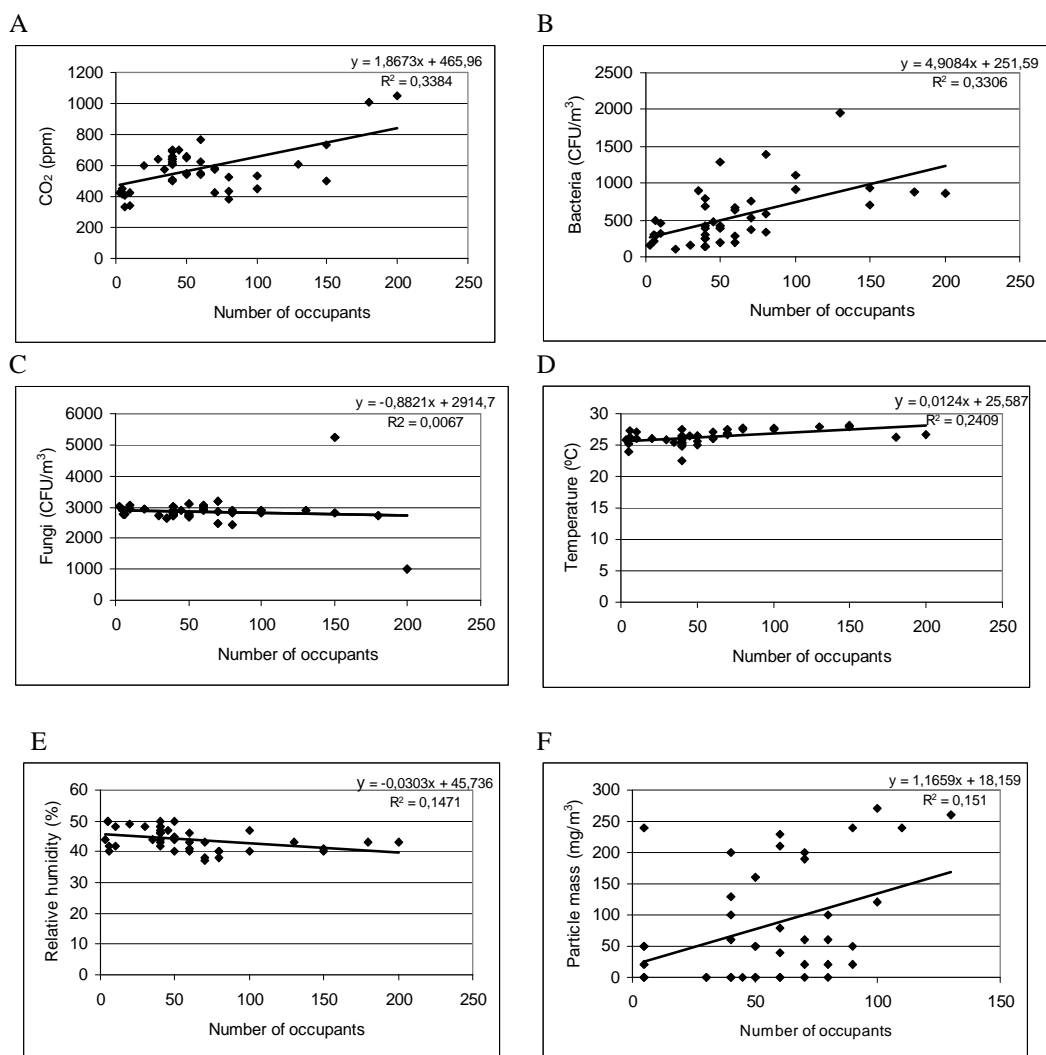 A
y = 1,8673x + 465,96
R² = 0,3384
1200
1000
800
600
400
200
0
CO₂ (ppm)
0 50 100 150 200 250
Number of occupants
B
y = 4,9084x + 251,59
R² = 0,3306
2500
2000
1500
1000
500
0
Bacteria (CFU/m³)
0 50 100 150 200 250
Number of occupants
C
y = -0,8821x + 2914,7
R2 = 0,0067
6000
5000
4000
3000
2000
1000
0
Fungi (CFU/m³)
0 50 100 150 200 250
Number of occupants
D
y = 0,0124x + 25,587
R² = 0,2409
30
25
20
15
10
5
0
Temperature (ºC)
0 50 100 150 200 250
Number of occupants
E
y = -0,0303x + 45,736
R² = 0,1471
60
50
40
30
20
10
0
Relative humidity (%)
0 50 100 150 200 250
Number of occupants
F
y = 1,1659x + 18,159
R² = 0,151
300
250
200
150
100
50
0
Particle mass (mg/m³)
0 50 100 150
Number of occupants